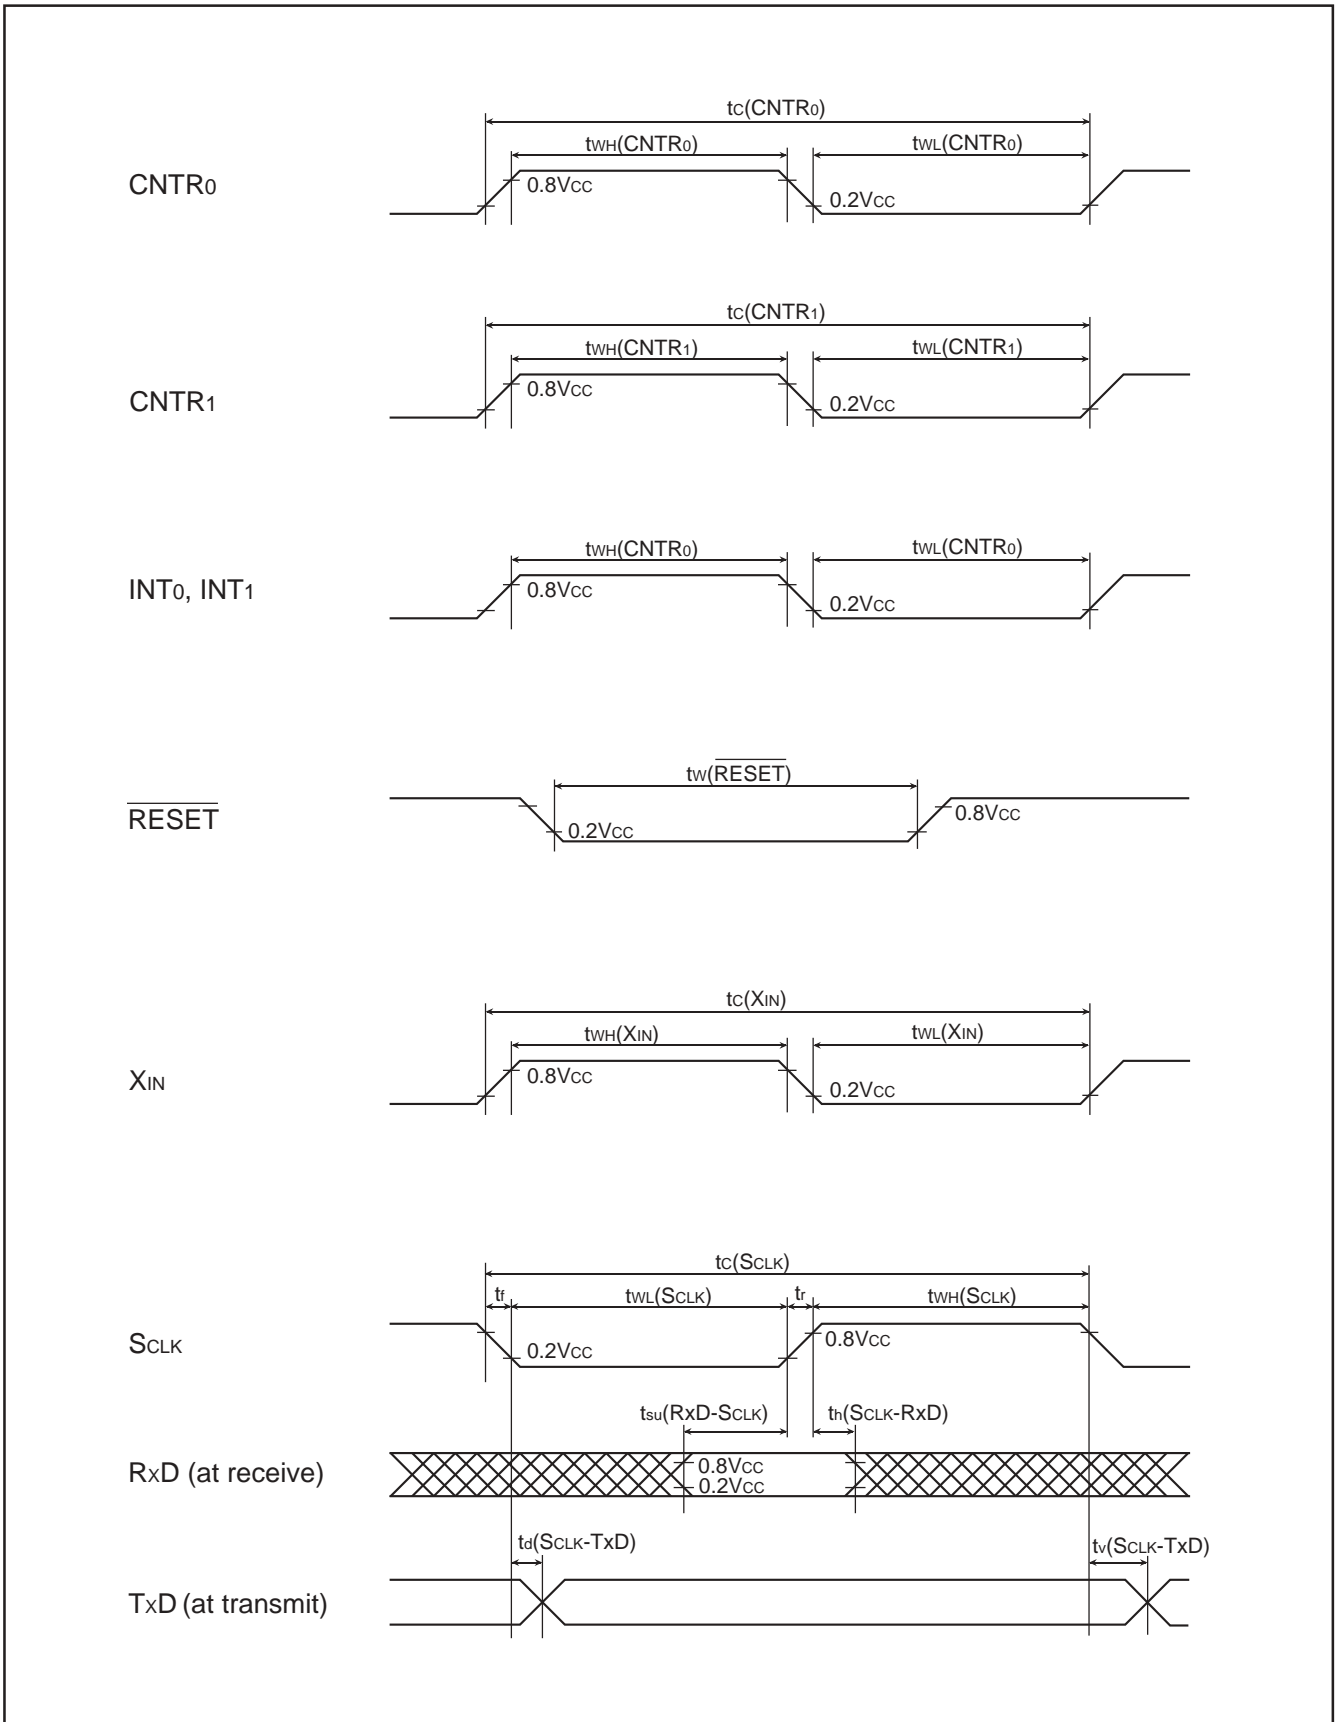 tC(CNTR0)
tWH(CNTR0) tWL(CNTR0)
CNTR0 0.8VCC 0.2VCC
tC(CNTR1)
tWH(CNTR1) tWL(CNTR1)
CNTR1 0.8VCC 0.2VCC
tWH(CNTR0) tWL(CNTR0)
INT0, INT1 0.8VCC 0.2VCC
tW(RESET)
RESET 0.2VCC 0.8VCC
tC(XIN)
tWH(XIN) tWL(XIN)
XIN 0.8VCC 0.2VCC
tC(SCLK)
tf tWL(SCLK) tr tWH(SCLK)
SCLK 0.2VCC 0.8VCC
tsu(RxD-SCLK) th(SCLK-RxD)
RXD (at receive) 0.8VCC
0.2VCC
td(SCLK-TxD) tv(SCLK-TxD)
TXD (at transmit)